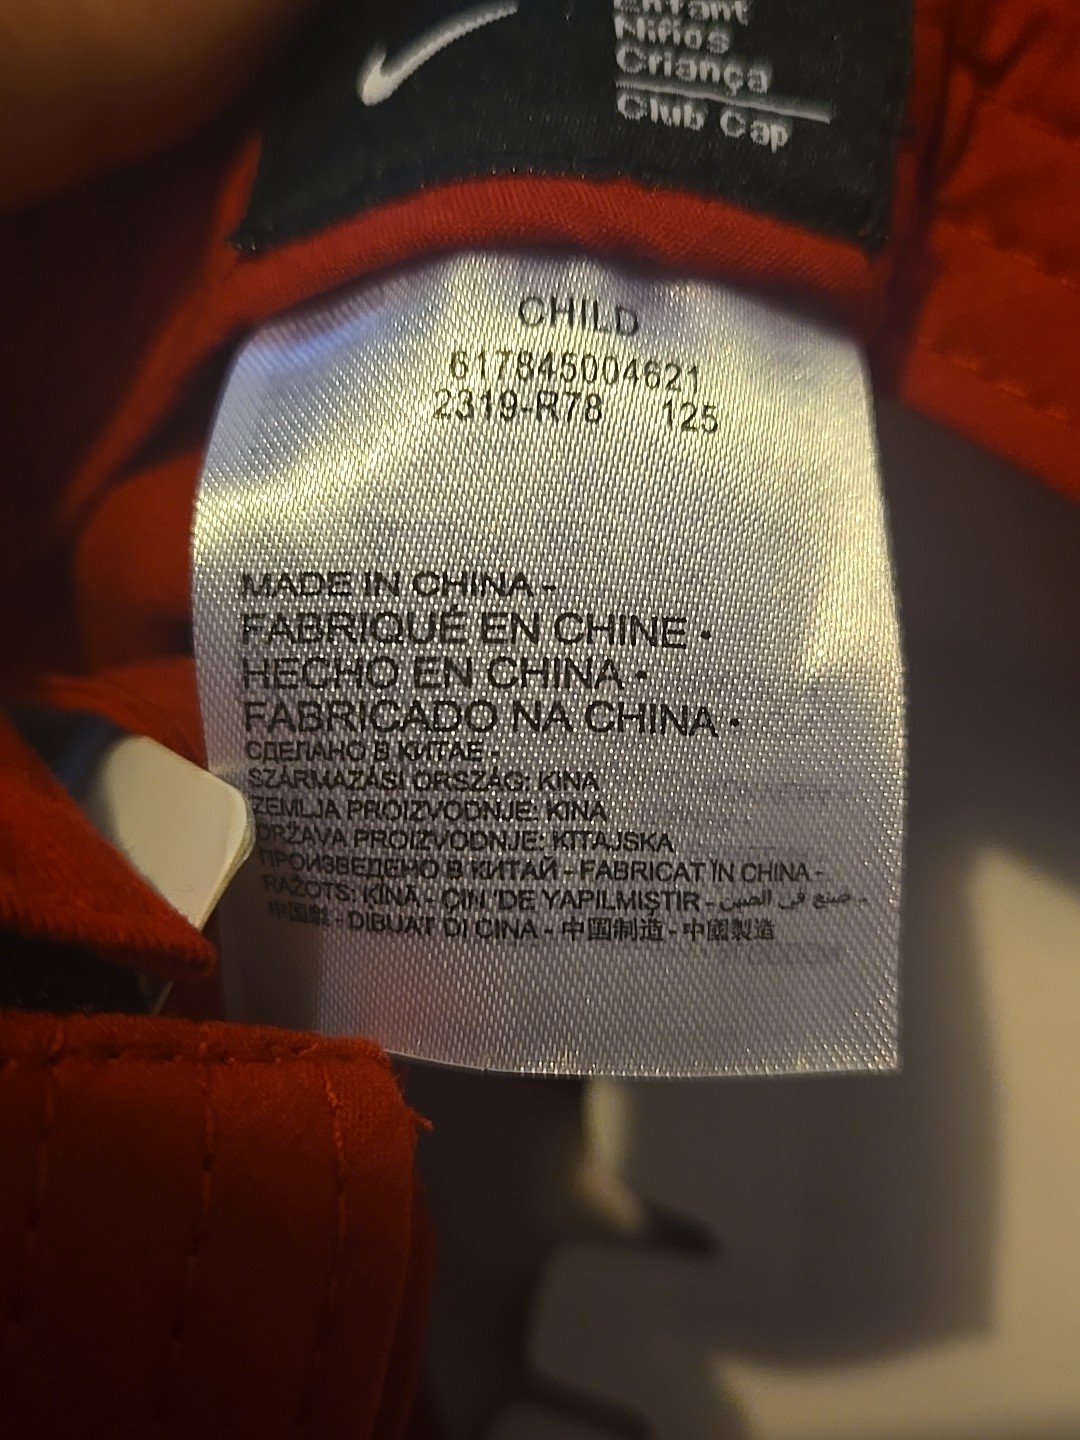 Enfant
Niños
Criança
Club Cap
CHILD
617845004621
2319-R78 125
MADE IN CHINA -
FABRIQUÉ EN CHINE •
HECHO EN CHINA •
FABRICADO NA CHINA •
СДЕЛАНО В КИТАЕ -
SZÁRMAZÁSI ORSZÁG: KINA
ZEMLJA PROIZVODNJE: KINA
DRŽAVA PROIZVODNJE: KITAJSKA
ПРОИЗВЕДЕНО В КИТАЙ - FABRICAT ÎN CHINA -
RAŽOTS: ĶĪNĀ - ÇİN 'DE YAPILMIŞTIR - صنع في الصين -
中国製 - DIBUAT DI CINA - 中国制造 - 中國製造